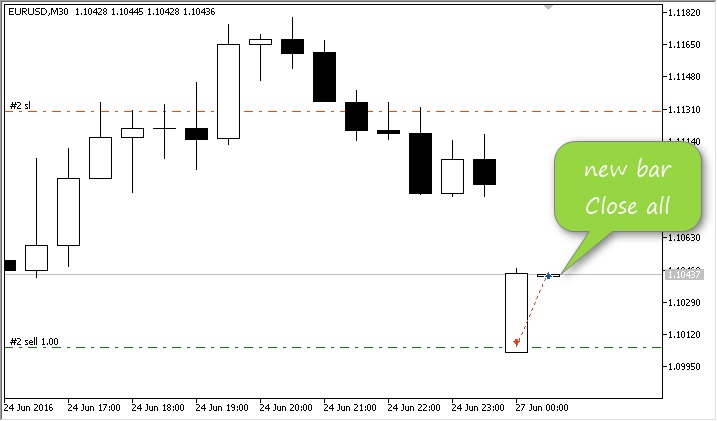 EURUSD,M30 1.10428 1.10445 1.10428 1.10436
1.11820
1.11650
1.11480
#2 sl
1.11310
1.11140
new bar
Close all
1.10630
1.10437
1.10290
#2 sell 1.00
1.10120
1.09950
24 Jun 2016 24 Jun 17:00 24 Jun 18:00 24 Jun 19:00 24 Jun 20:00 24 Jun 21:00 24 Jun 22:00 24 Jun 23:00 27 Jun 00:00